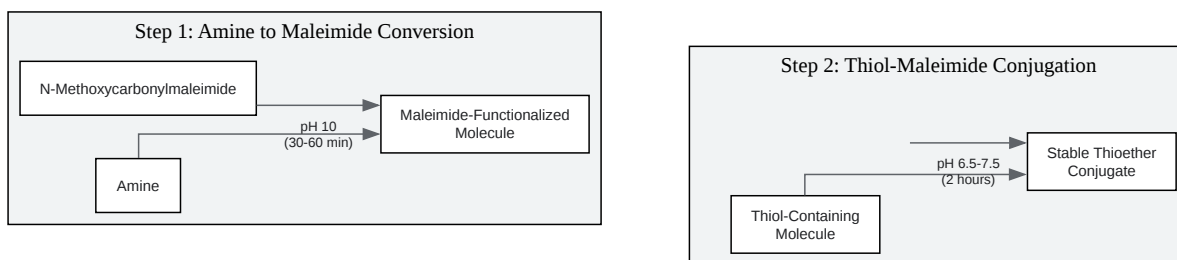 Step 1: Amine to Maleimide Conversion
N-Methoxycarbonylmaleimide
Maleimide-Functionalized
Molecule
pH 10
(30-60 min)
Amine
Step 2: Thiol-Maleimide Conjugation
Stable Thioether
Conjugate
pH 6.5-7.5
(2 hours)
Thiol-Containing
Molecule